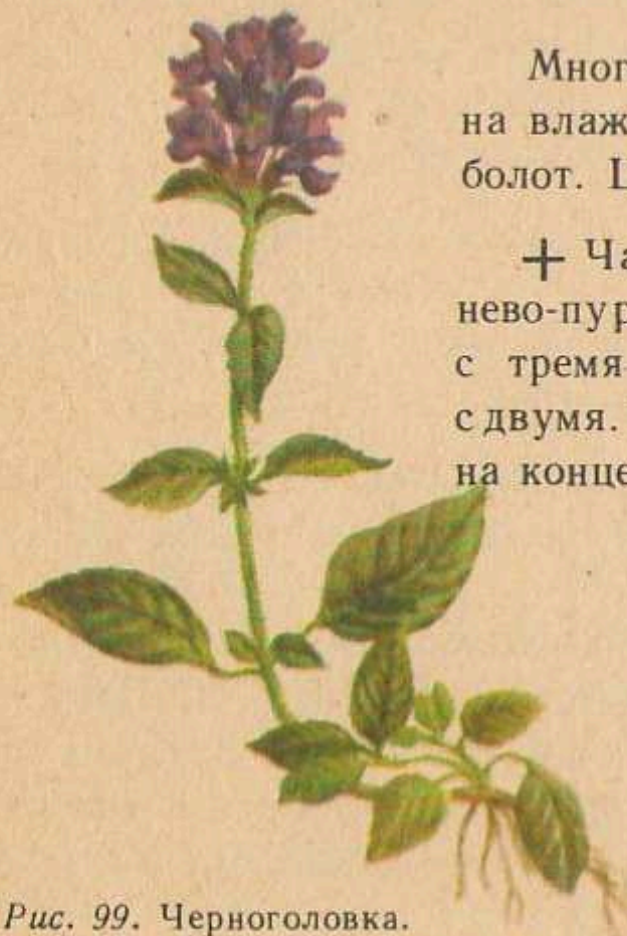 Мног
на влаж
болот. Ц
+ Ча
нево-пур
с тремя-
с двумя.
на конце
Рис. 99. Черноголовка.